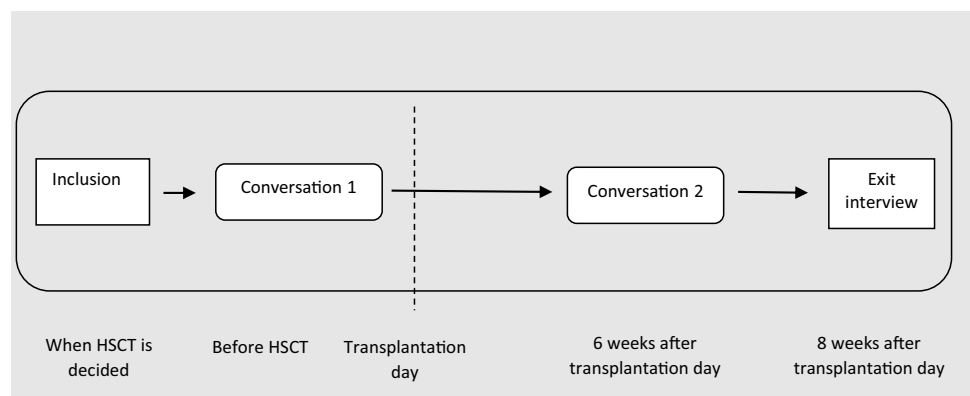 Inclusion
Conversation 1
Conversation 2
Exit
interview
When HSCT is
decided
Before HSCT
Transplantation
day
6 weeks after
transplantation day
8 weeks after
transplantation day